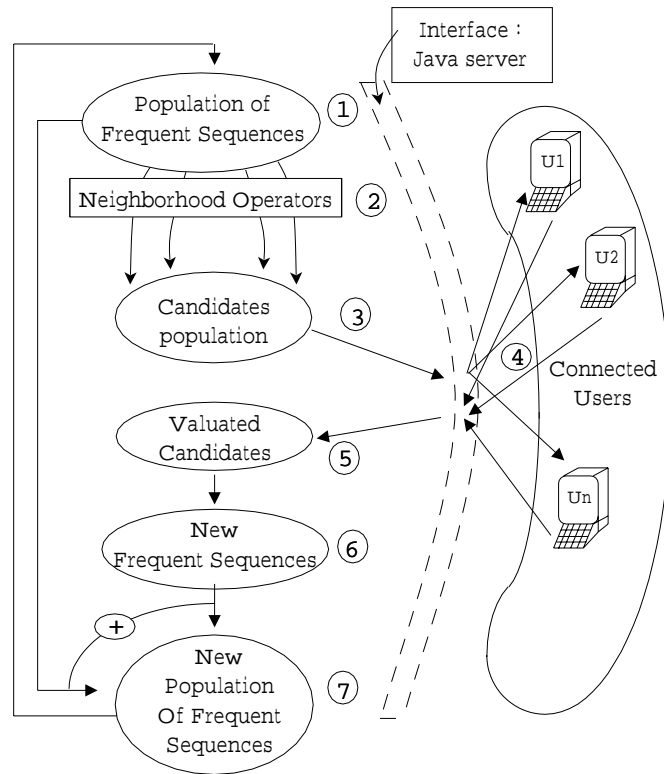 Interface :
Java server
Population of
Frequent Sequences
1
Neighborhood Operators
2
Candidates
population
3
U1
U2
4
Connected
Users
Valuated
Candidates
5
Un
New
Frequent Sequences
6
+
New
Population
Of Frequent
Sequences
7